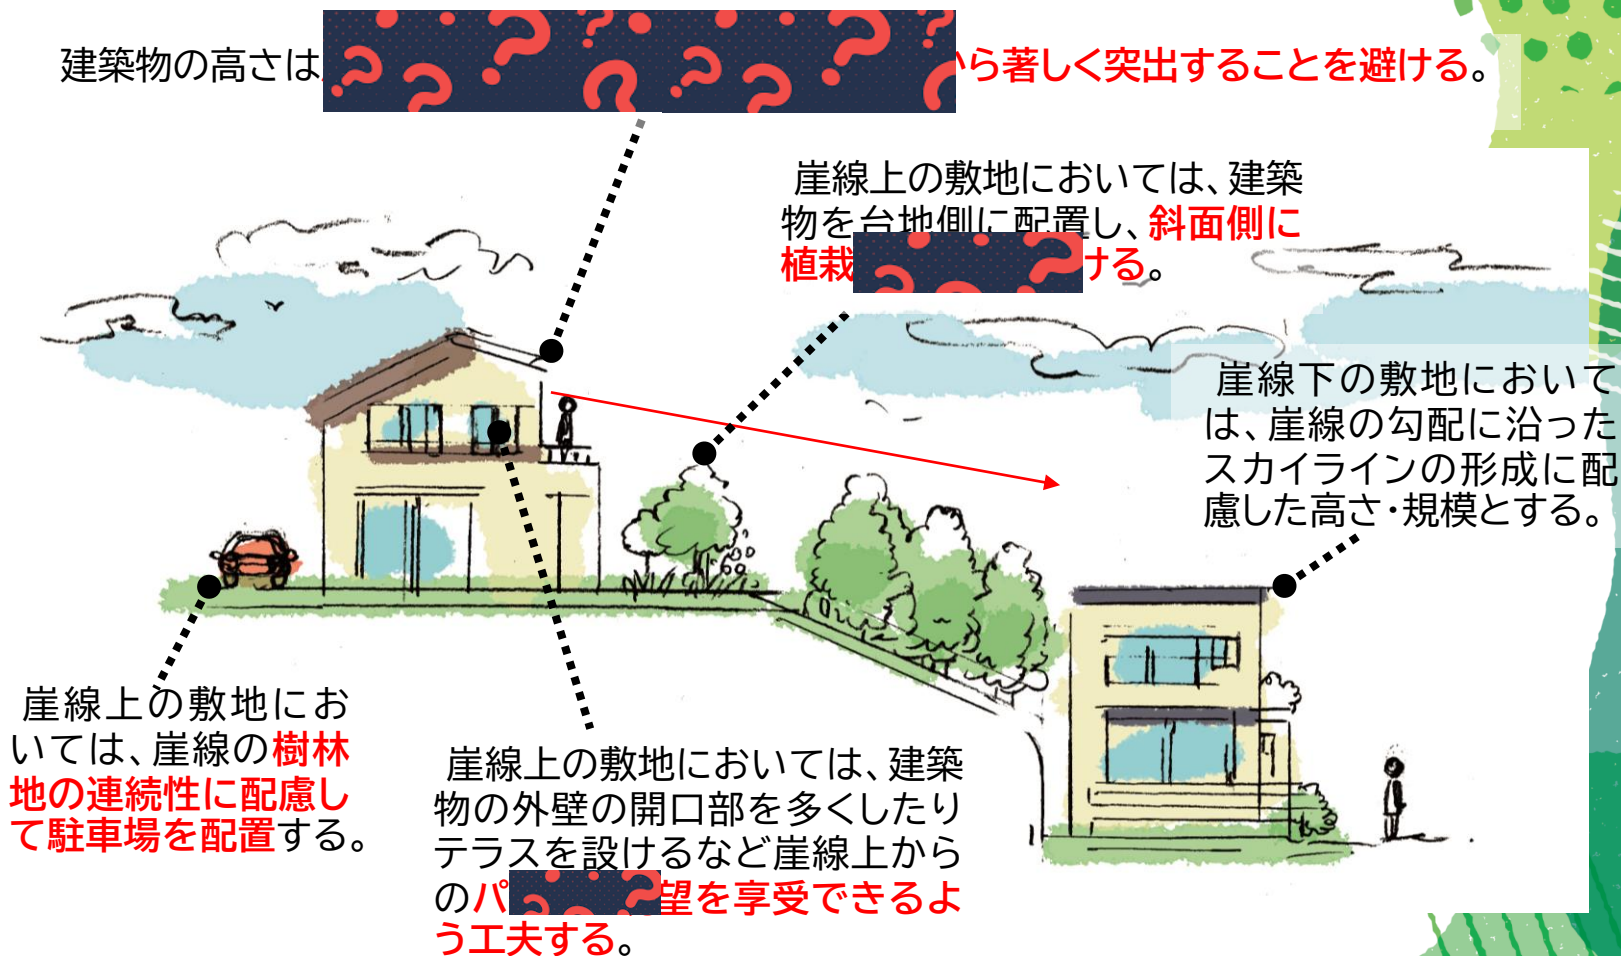 建築物の高さは
から著しく突出することを避ける。
崖線上の敷地においては、建築
物を台地側に配置し、斜面側に
植栽
ける。
崖線下の敷地において
は、崖線の勾配に沿った
スカイラインの形成に配
慮した高さ・規模とする。
崖線上の敷地にお
いては、崖線の樹林
地の連続性に配慮し
て駐車場を配置する。
崖線上の敷地においては、建築
物の外壁の開口部を多くしたり
テラスを設けるなど崖線上から
のパ
望を享受できるよ
う工夫する。